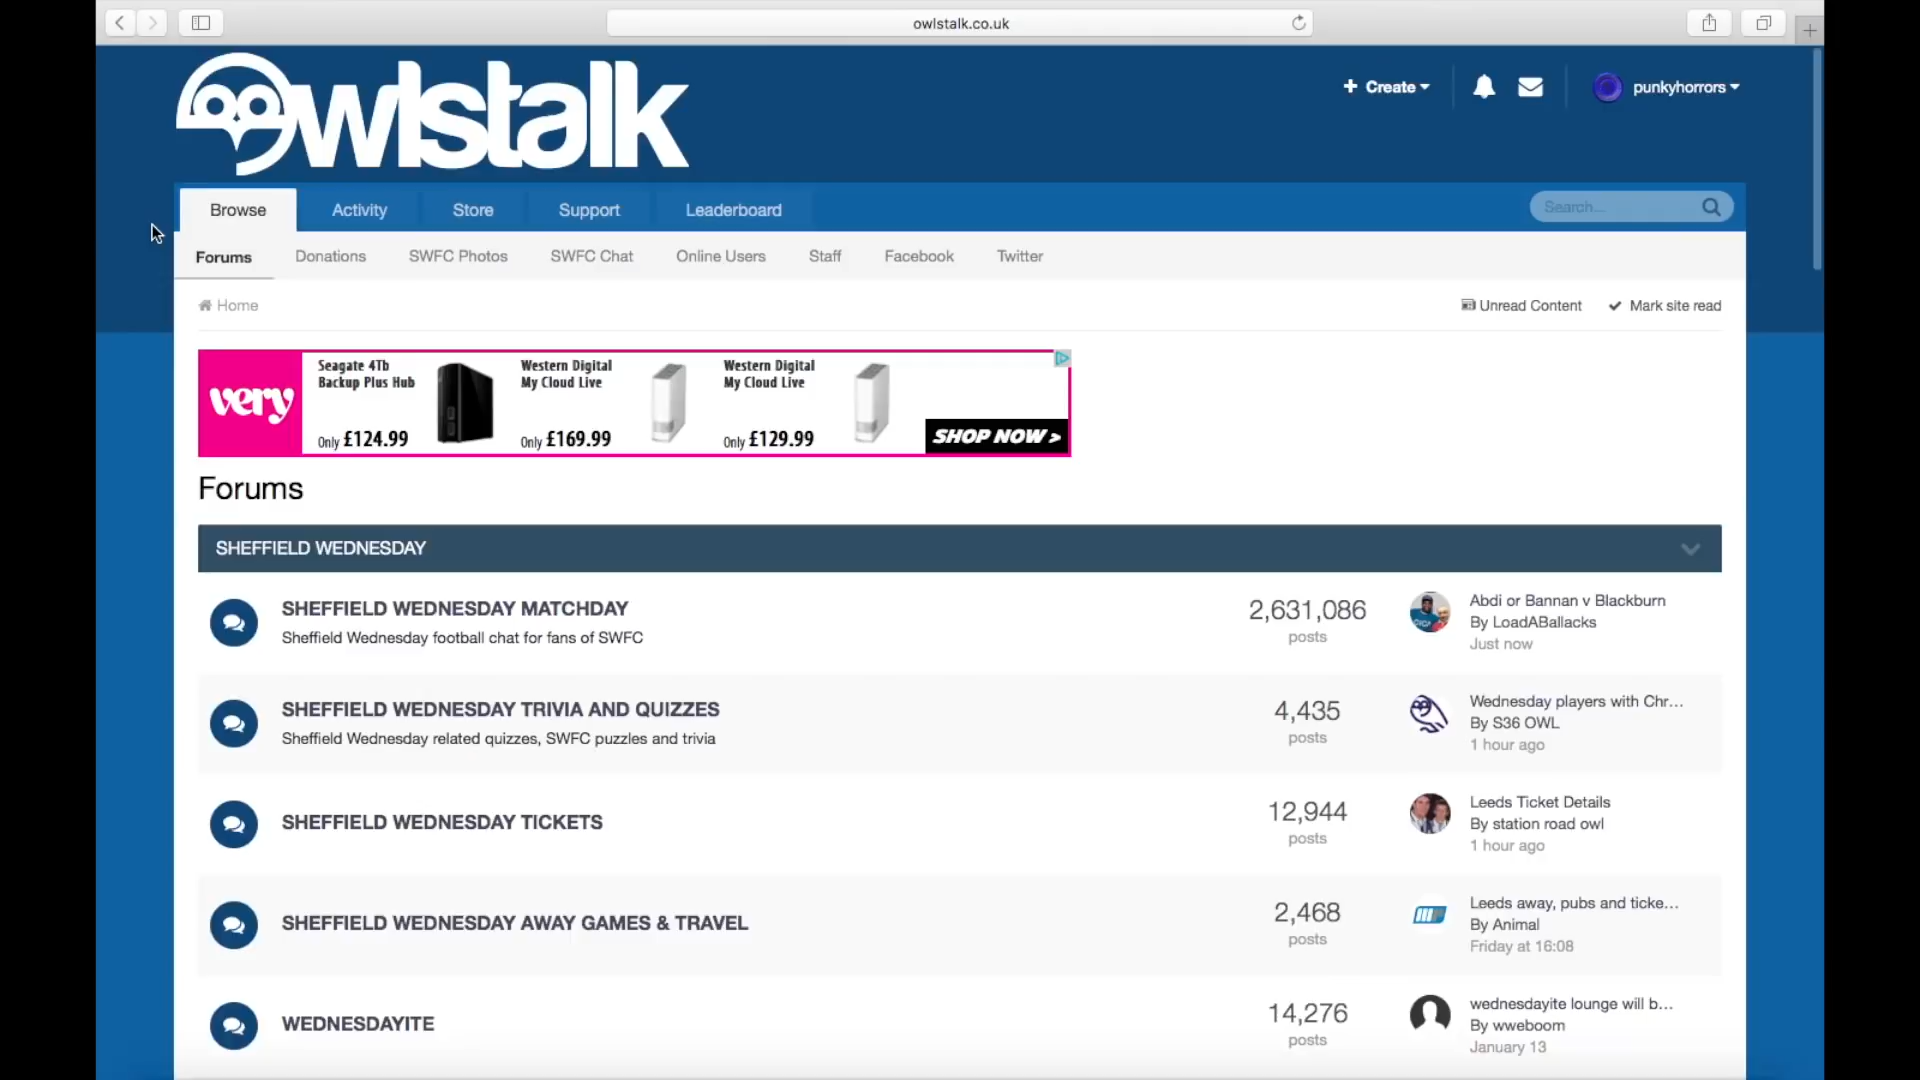 owlstalk.co.uk
owlstalk
+ Create
punkyhorrors
Browse
Activity
Store
Support
Leaderboard
Search...
Forums
Donations
SWFC Photos
SWFC Chat
Online Users
Staff
Facebook
Twitter
Home
Unread Content
Mark site read
very
Seagate 4Tb
Backup Plus Hub
Only £124.99
Western Digital
My Cloud Live
Only £169.99
Western Digital
My Cloud Live
Only £129.99
SHOP NOW >
Forums
SHEFFIELD WEDNESDAY
SHEFFIELD WEDNESDAY MATCHDAY
Sheffield Wednesday football chat for fans of SWFC
2,631,086
posts
Abdi or Bannan v Blackburn
By LoadABallacks
Just now
SHEFFIELD WEDNESDAY TRIVIA AND QUIZZES
Sheffield Wednesday related quizzes, SWFC puzzles and trivia
4,435
posts
Wednesday players with Chr...
By S36 OWL
1 hour ago
SHEFFIELD WEDNESDAY TICKETS
12,944
posts
Leeds Ticket Details
By station road owl
1 hour ago
SHEFFIELD WEDNESDAY AWAY GAMES & TRAVEL
2,468
posts
Leeds away, pubs and ticke...
By Animal
Friday at 16:08
WEDNESDAYITE
14,276
posts
wednesdayite lounge will b...
By wweboom
January 13